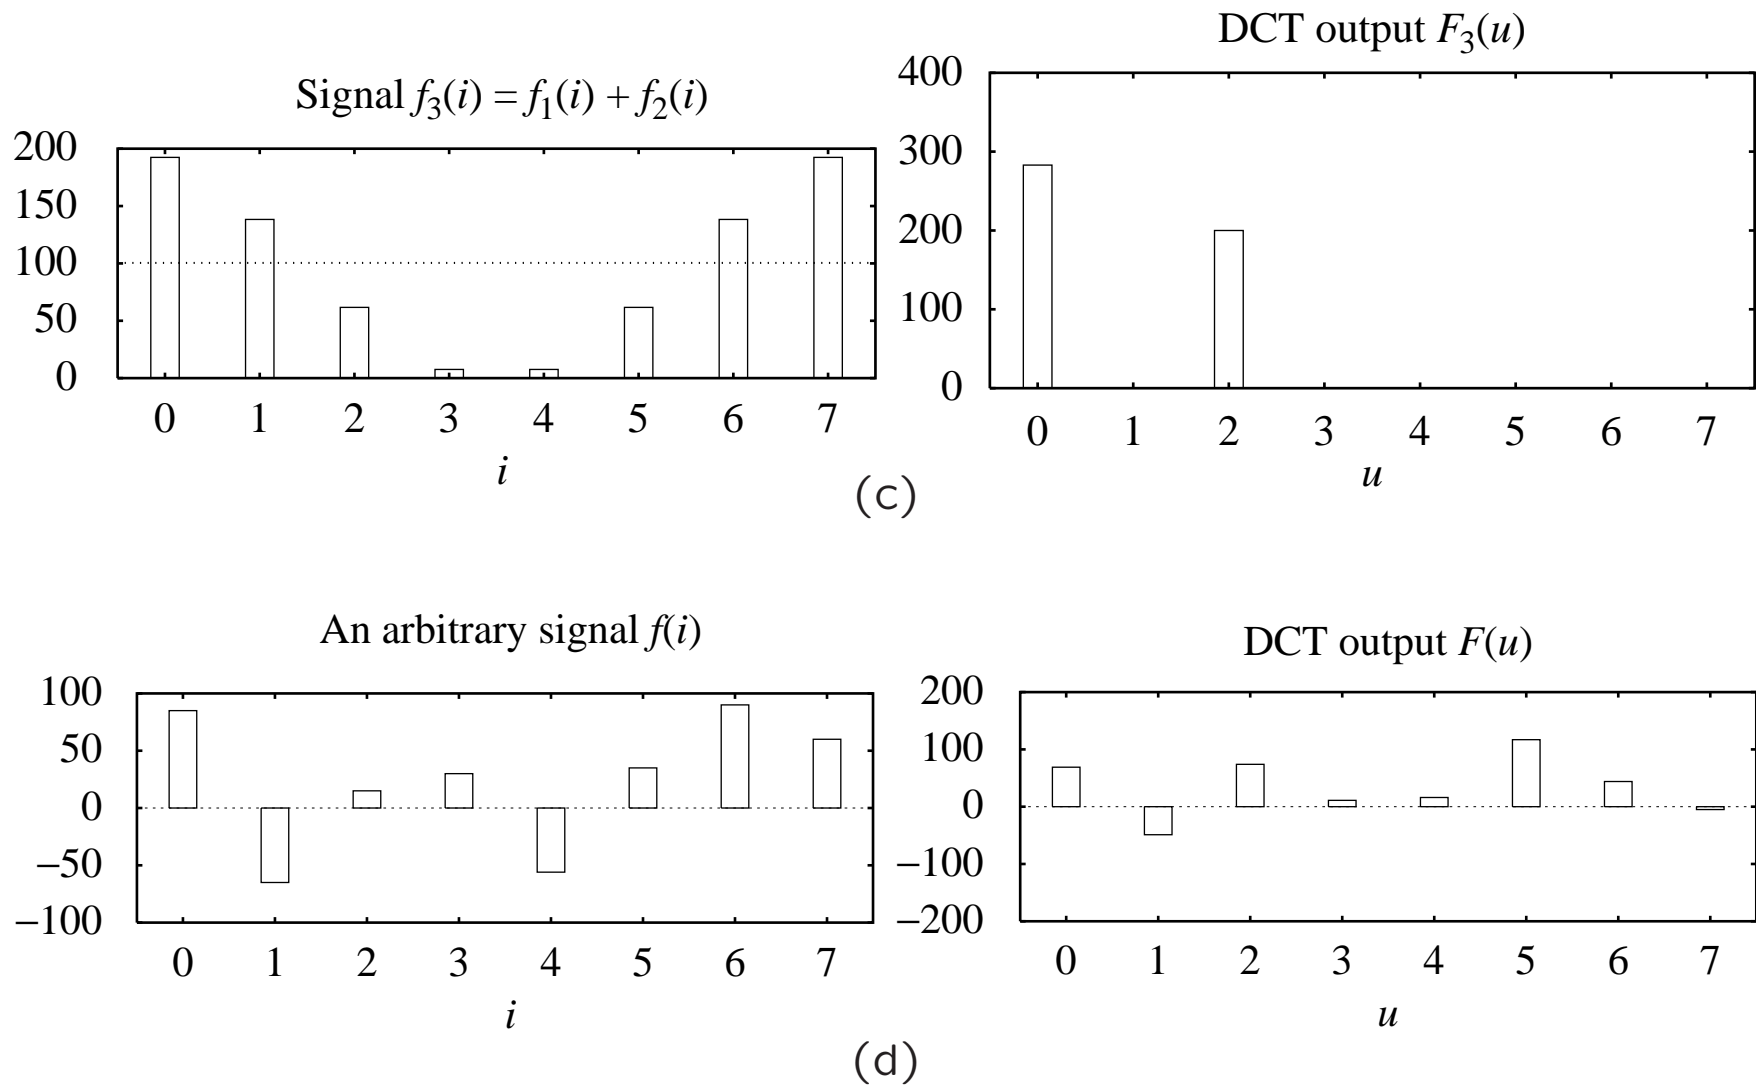 Signal f₃(i) = f₁(i) + f₂(i)
200
150
100
50
0
0 1 2 3 4 5 6 7
i
DCT output F₃(u)
400
300
200
100
0
0 1 2 3 4 5 6 7
u
(c)
An arbitrary signal f(i)
100
50
0
−50
−100
0 1 2 3 4 5 6 7
i
DCT output F(u)
200
100
0
−100
−200
0 1 2 3 4 5 6 7
u
(d)